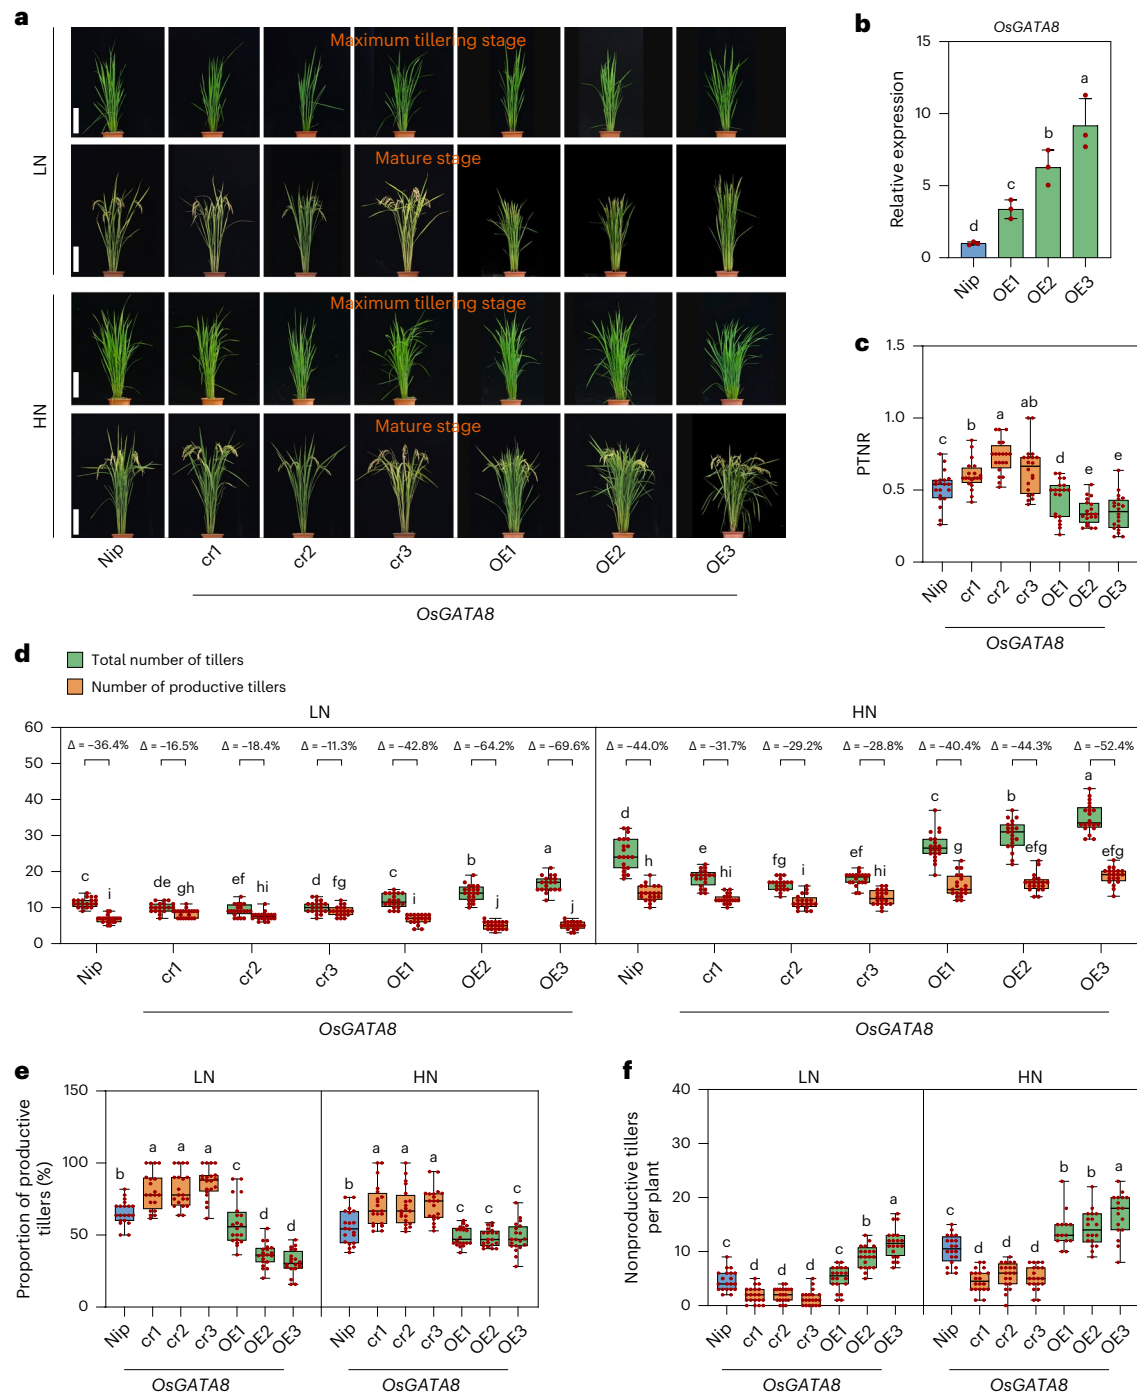 a
LN
Maximum tillering stage
Mature stage
HN
Maximum tillering stage
Mature stage
Nip cr1 cr2 cr3 OE1 OE2 OE3
OsGATA8
b
OsGATA8
Relative expression
15
10
5
0
d c b a
Nip OE1 OE2 OE3
c
PTNR
1.5
1.0
0.5
0
c b a ab d e e
Nip cr1 cr2 cr3 OE1 OE2 OE3
OsGATA8
d
Total number of tillers
Number of productive tillers
LN HN
60
50
40
30
20
10
0
Δ = −36.4% Δ = −16.5% Δ = −18.4% Δ = −11.3% Δ = −42.8% Δ = −64.2% Δ = −69.6% Δ = −44.0% Δ = −31.7% Δ = −29.2% Δ = −28.8% Δ = −40.4% Δ = −44.3% Δ = −52.4%
c i de gh ef hi d fg c i b j a j d h e hi fg i ef hi c g b efg a efg
Nip cr1 cr2 cr3 OE1 OE2 OE3 Nip cr1 cr2 cr3 OE1 OE2 OE3
OsGATA8 OsGATA8
e
LN HN
Proportion of productive
tillers (%)
150
100
50
0
b a a a c d d b a a a c c c
Nip cr1 cr2 cr3 OE1 OE2 OE3 Nip cr1 cr2 cr3 OE1 OE2 OE3
OsGATA8 OsGATA8
f
LN HN
Nonproductive tillers
per plant
40
30
20
10
0
c d d d c b a c d d d b b a
Nip cr1 cr2 cr3 OE1 OE2 OE3 Nip cr1 cr2 cr3 OE1 OE2 OE3
OsGATA8 OsGATA8